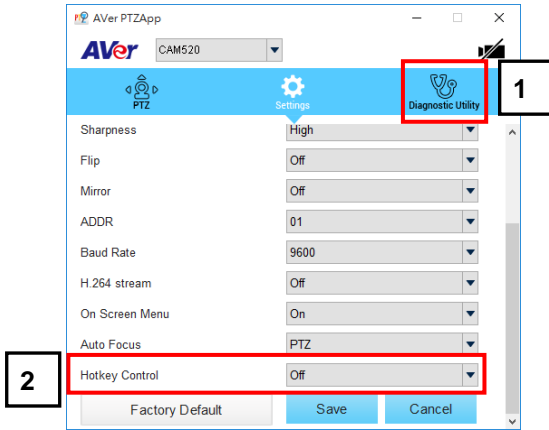 AVer PTZApp
AVer CAM520
PTZ Settings Diagnostic Utility 1
Sharpness High
Flip Off
Mirror Off
ADDR 01
Baud Rate 9600
H.264 stream Off
On Screen Menu On
Auto Focus PTZ
2 Hotkey Control Off
Factory Default Save Cancel